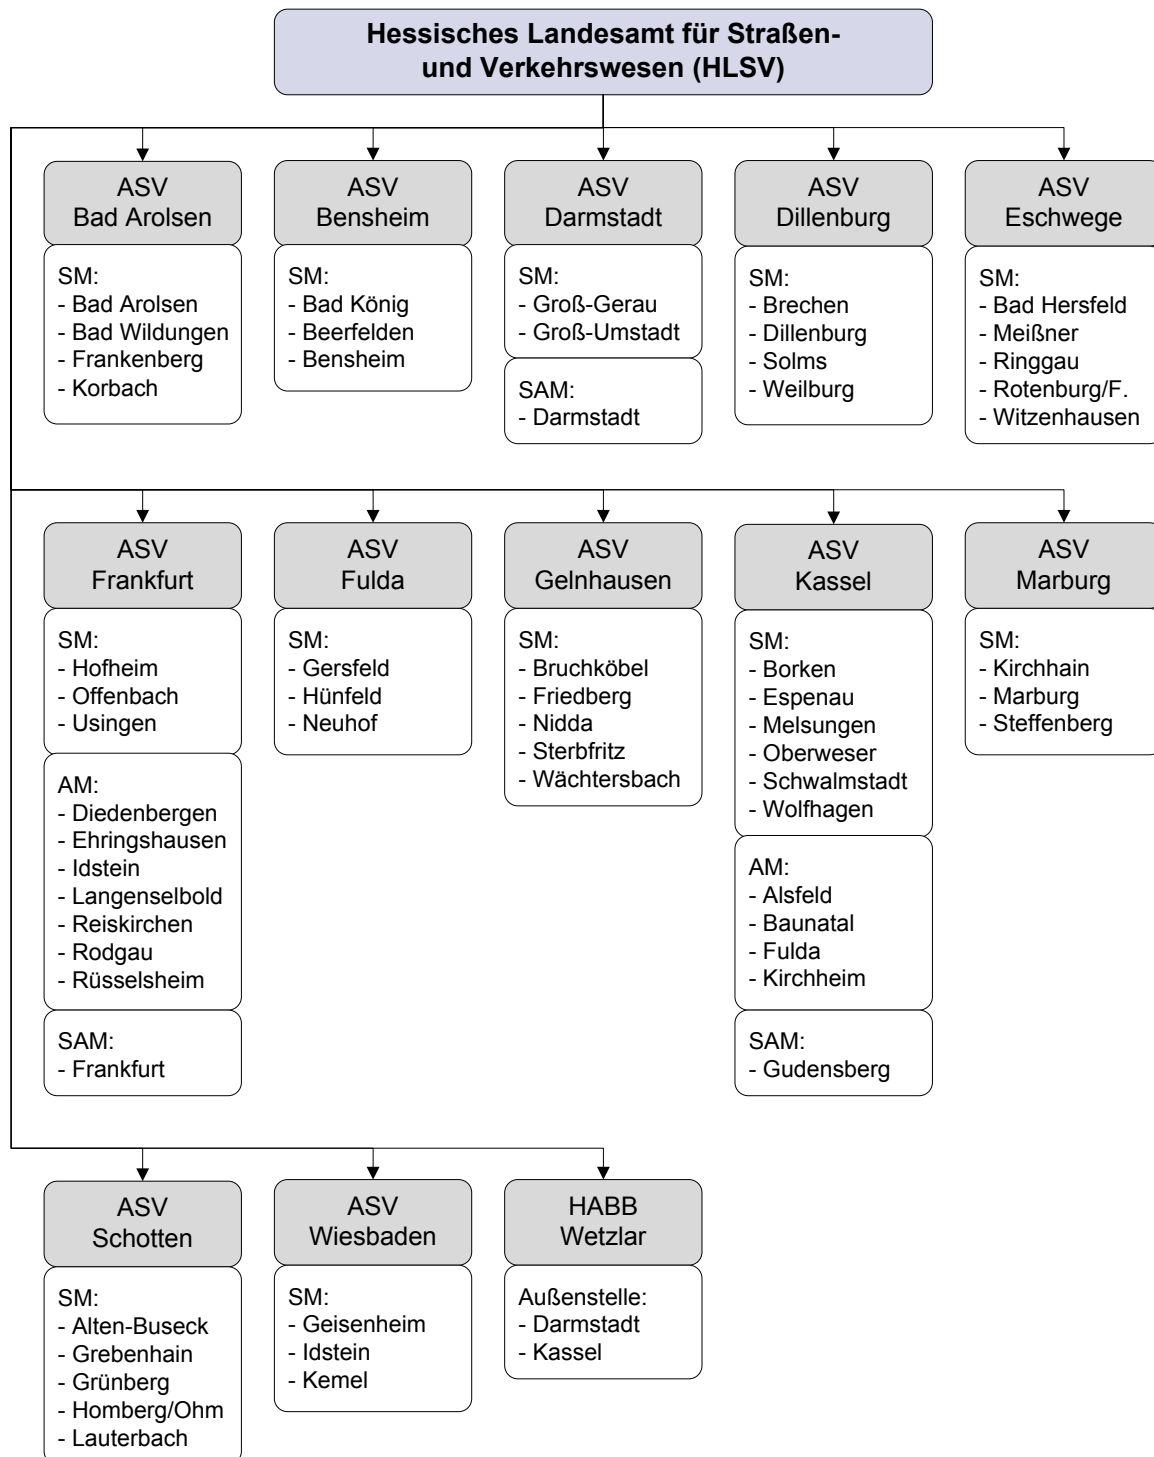 Hessisches Landesamt für Straßen-
und Verkehrswesen (HLSV)
ASV
Bad Arolsen
SM:
- Bad Arolsen
- Bad Wildungen
- Frankenberg
- Korbach
ASV
Bensheim
SM:
- Bad König
- Beerfelden
- Bensheim
ASV
Darmstadt
SM:
- Groß-Gerau
- Groß-Umstadt
SAM:
- Darmstadt
ASV
Dillenburg
SM:
- Brechen
- Dillenburg
- Solms
- Weilburg
ASV
Eschwege
SM:
- Bad Hersfeld
- Meißner
- Ringgau
- Rotenburg/F.
- Witzenhausen
ASV
Frankfurt
SM:
- Hofheim
- Offenbach
- Usingen
AM:
- Diedenbergen
- Ehringshausen
- Idstein
- Langenselbold
- Reiskirchen
- Rodgau
- Rüsselsheim
SAM:
- Frankfurt
ASV
Fulda
SM:
- Gersfeld
- Hünfeld
- Neuhof
ASV
Gelnhausen
SM:
- Bruchköbel
- Friedberg
- Nidda
- Sterbfritz
- Wächtersbach
ASV
Kassel
SM:
- Borken
- Espenau
- Melsungen
- Oberweser
- Schwalmstadt
- Wolfhagen
AM:
- Alsfeld
- Baunatal
- Fulda
- Kirchheim
SAM:
- Gudensberg
ASV
Marburg
SM:
- Kirchhain
- Marburg
- Steffenberg
ASV
Schotten
SM:
- Alten-Buseck
- Grebenhain
- Grünberg
- Homberg/Ohm
- Lauterbach
ASV
Wiesbaden
SM:
- Geisenheim
- Idstein
- Kemel
HABB
Wetzlar
Außenstelle:
- Darmstadt
- Kassel